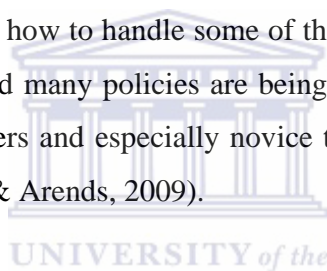 how to handle some of th
d many policies are being
ers and especially novice t
& Arends, 2009).
UNIVERSITY of the